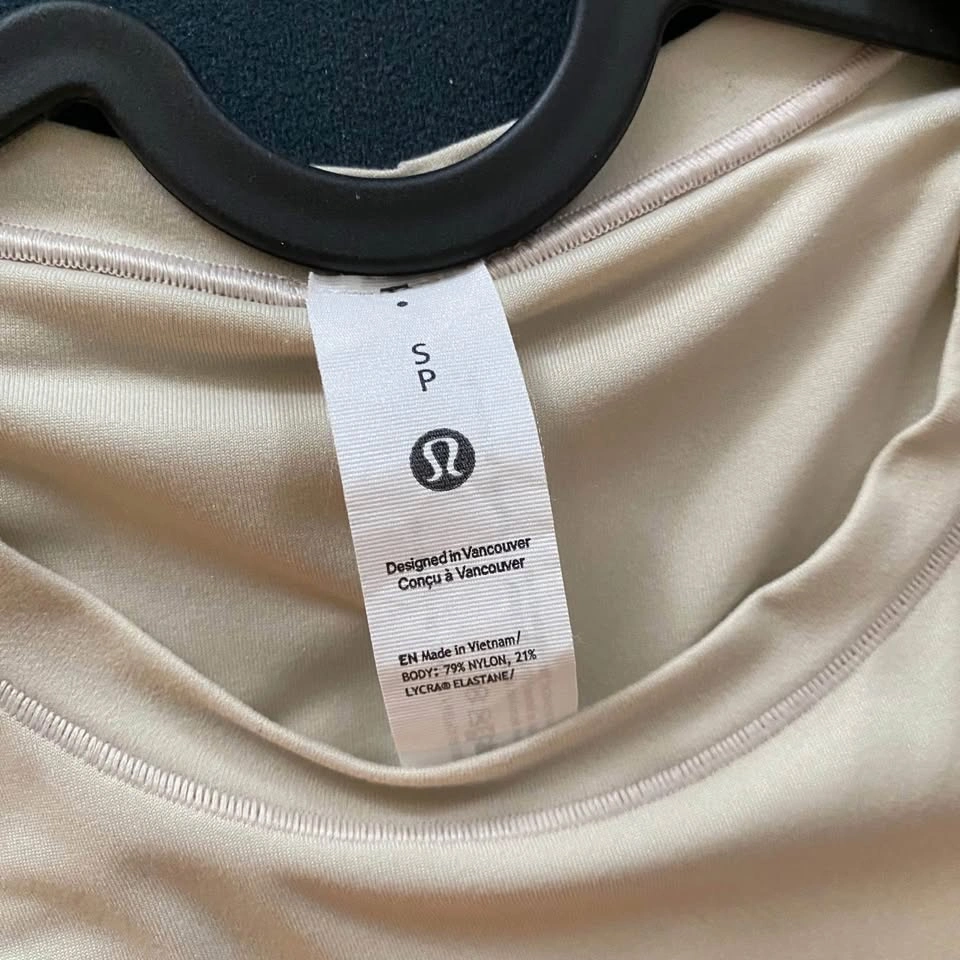 S
P
Designed in Vancouver
Conçu à Vancouver
EN Made in Vietnam/
BODY: 79% NYLON, 21%
LYCRA® ELASTANE/